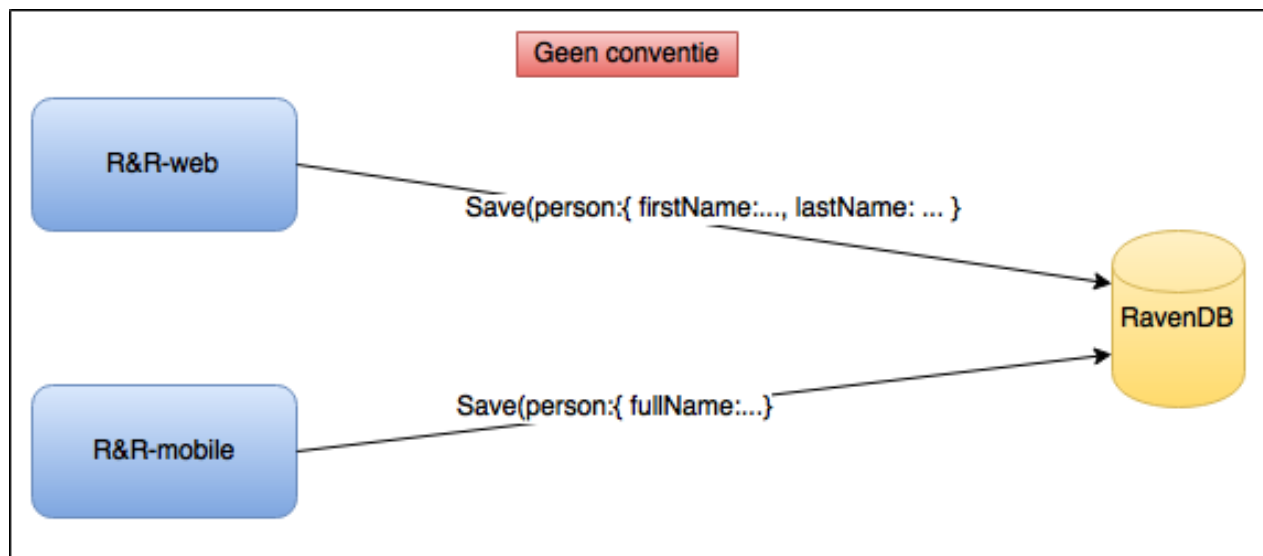 Geen conventie
R&R-web
Save(person:{ firstName:..., lastName: ... }
RavenDB
Save(person:{ fullName:...}
R&R-mobile